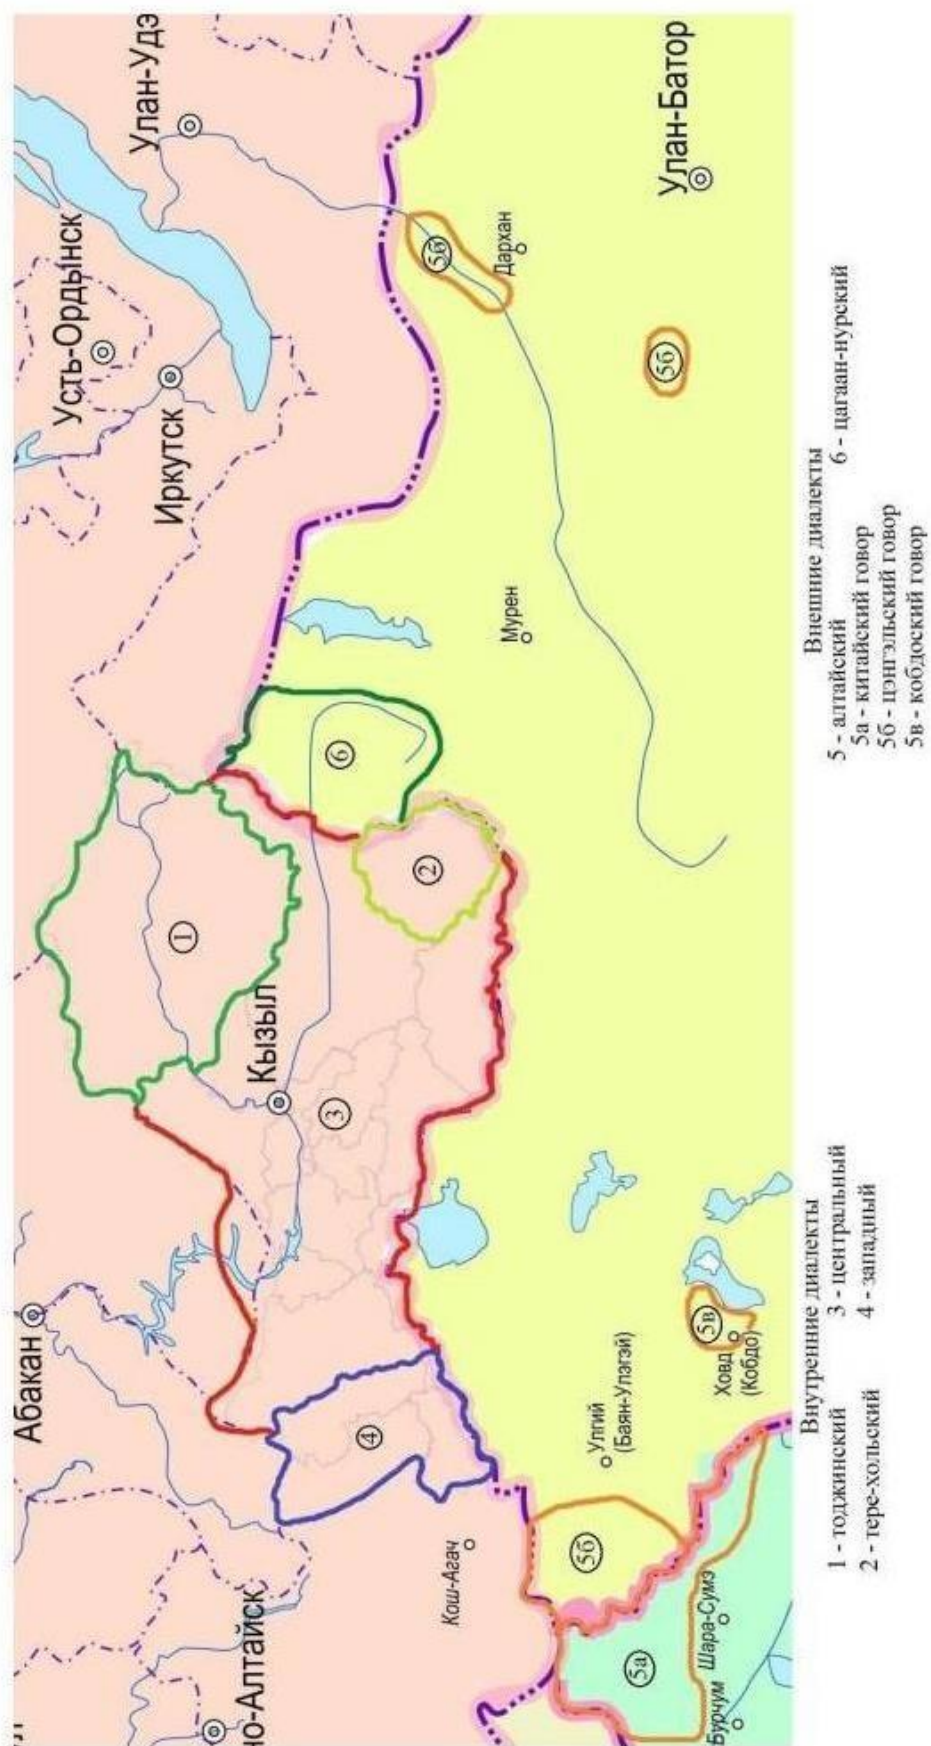 Абакан
Усть-Ордынск
Улан-Удэ
Иркутск
но-Алтайск
Кызыл
1
2
3
4
6
Кош-Агач
Мурен
Дархан
Улан-Батор
5б
5б
5б
5а
5в
Улгий
(Баян-Улэгэй)
Ховд
(Кобдо)
Бурчум
Шара-Сумэ
Внутренние диалекты
1 - тоджинский
2 - тере-хольский
3 - центральный
4 - западный
Внешние диалекты
5 - алтайский
5а - китайский говор
5б - цэнгэльский говор
5в - кобдоский говор
6 - цагаан-нурский